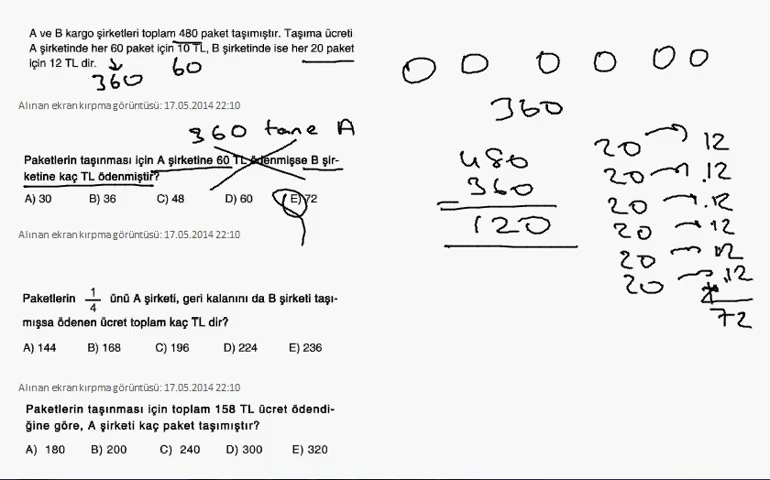 A ve B kargo şirketleri toplam 480 paket taşımıştır. Taşıma ücreti
A şirketinde her 60 paket için 10 TL, B şirketinde ise her 20 paket
için 12 TL dir.
360
60
Alınan ekran kırpma görüntüsü: 17.05.2014 22:10
360 tane A
Paketlerin taşınması için A şirketine 60 TL ödenmişse B şir-
ketine kaç TL ödenmiştir?
A) 30 B) 36 C) 48 D) 60 E) 72
Alınan ekran kırpma görüntüsü: 17.05.2014 22:10
Paketlerin 1/4 ünü A şirketi, geri kalanını da B şirketi taşı-
mışsa ödenen ücret toplam kaç TL dir?
A) 144 B) 168 C) 196 D) 224 E) 236
Alınan ekran kırpma görüntüsü: 17.05.2014 22:10
Paketlerin taşınması için toplam 158 TL ücret ödendi-
ğine göre, A şirketi kaç paket taşımıştır?
A) 180 B) 200 C) 240 D) 300 E) 320
360
480
360
120
20 → 12
20 → 12
20 → 12
20 → 12
20 → 12
20 → 12
72